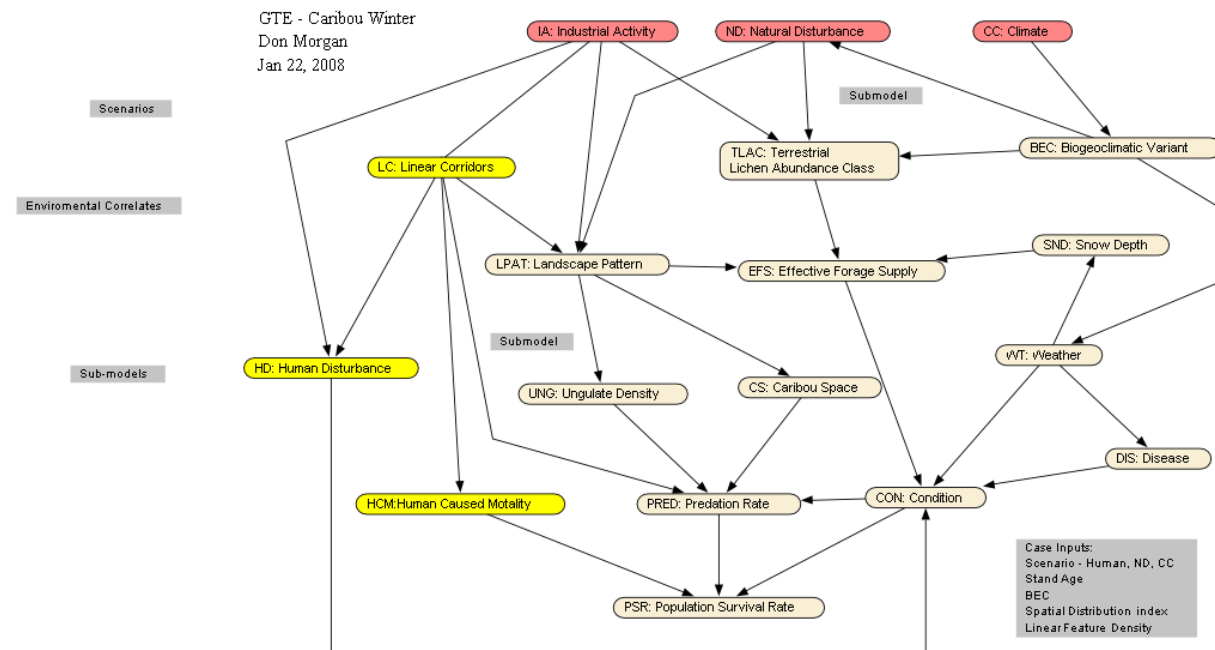 GTE - Caribou Winter
Don Morgan
Jan 22, 2008
IA: Industrial Activity
ND: Natural Disturbance
CC: Climate
Scenarios
Submodel
LC: Linear Corridors
TLAC: Terrestrial
Lichen Abundance Class
BEC: Biogeoclimatic Variant
Enviromental Correlates
LPAT: Landscape Pattern
EFS: Effective Forage Supply
SND: Snow Depth
Submodel
WT: Weather
Sub-models
HD: Human Disturbance
UNG: Ungulate Density
CS: Caribou Space
DIS: Disease
HCM:Human Caused Motality
PRED: Predation Rate
CON: Condition
PSR: Population Survival Rate
Case Inputs:
Scenario - Human, ND, CC
Stand Age
BEC
Spatial Distribution index
Linear Feature Density